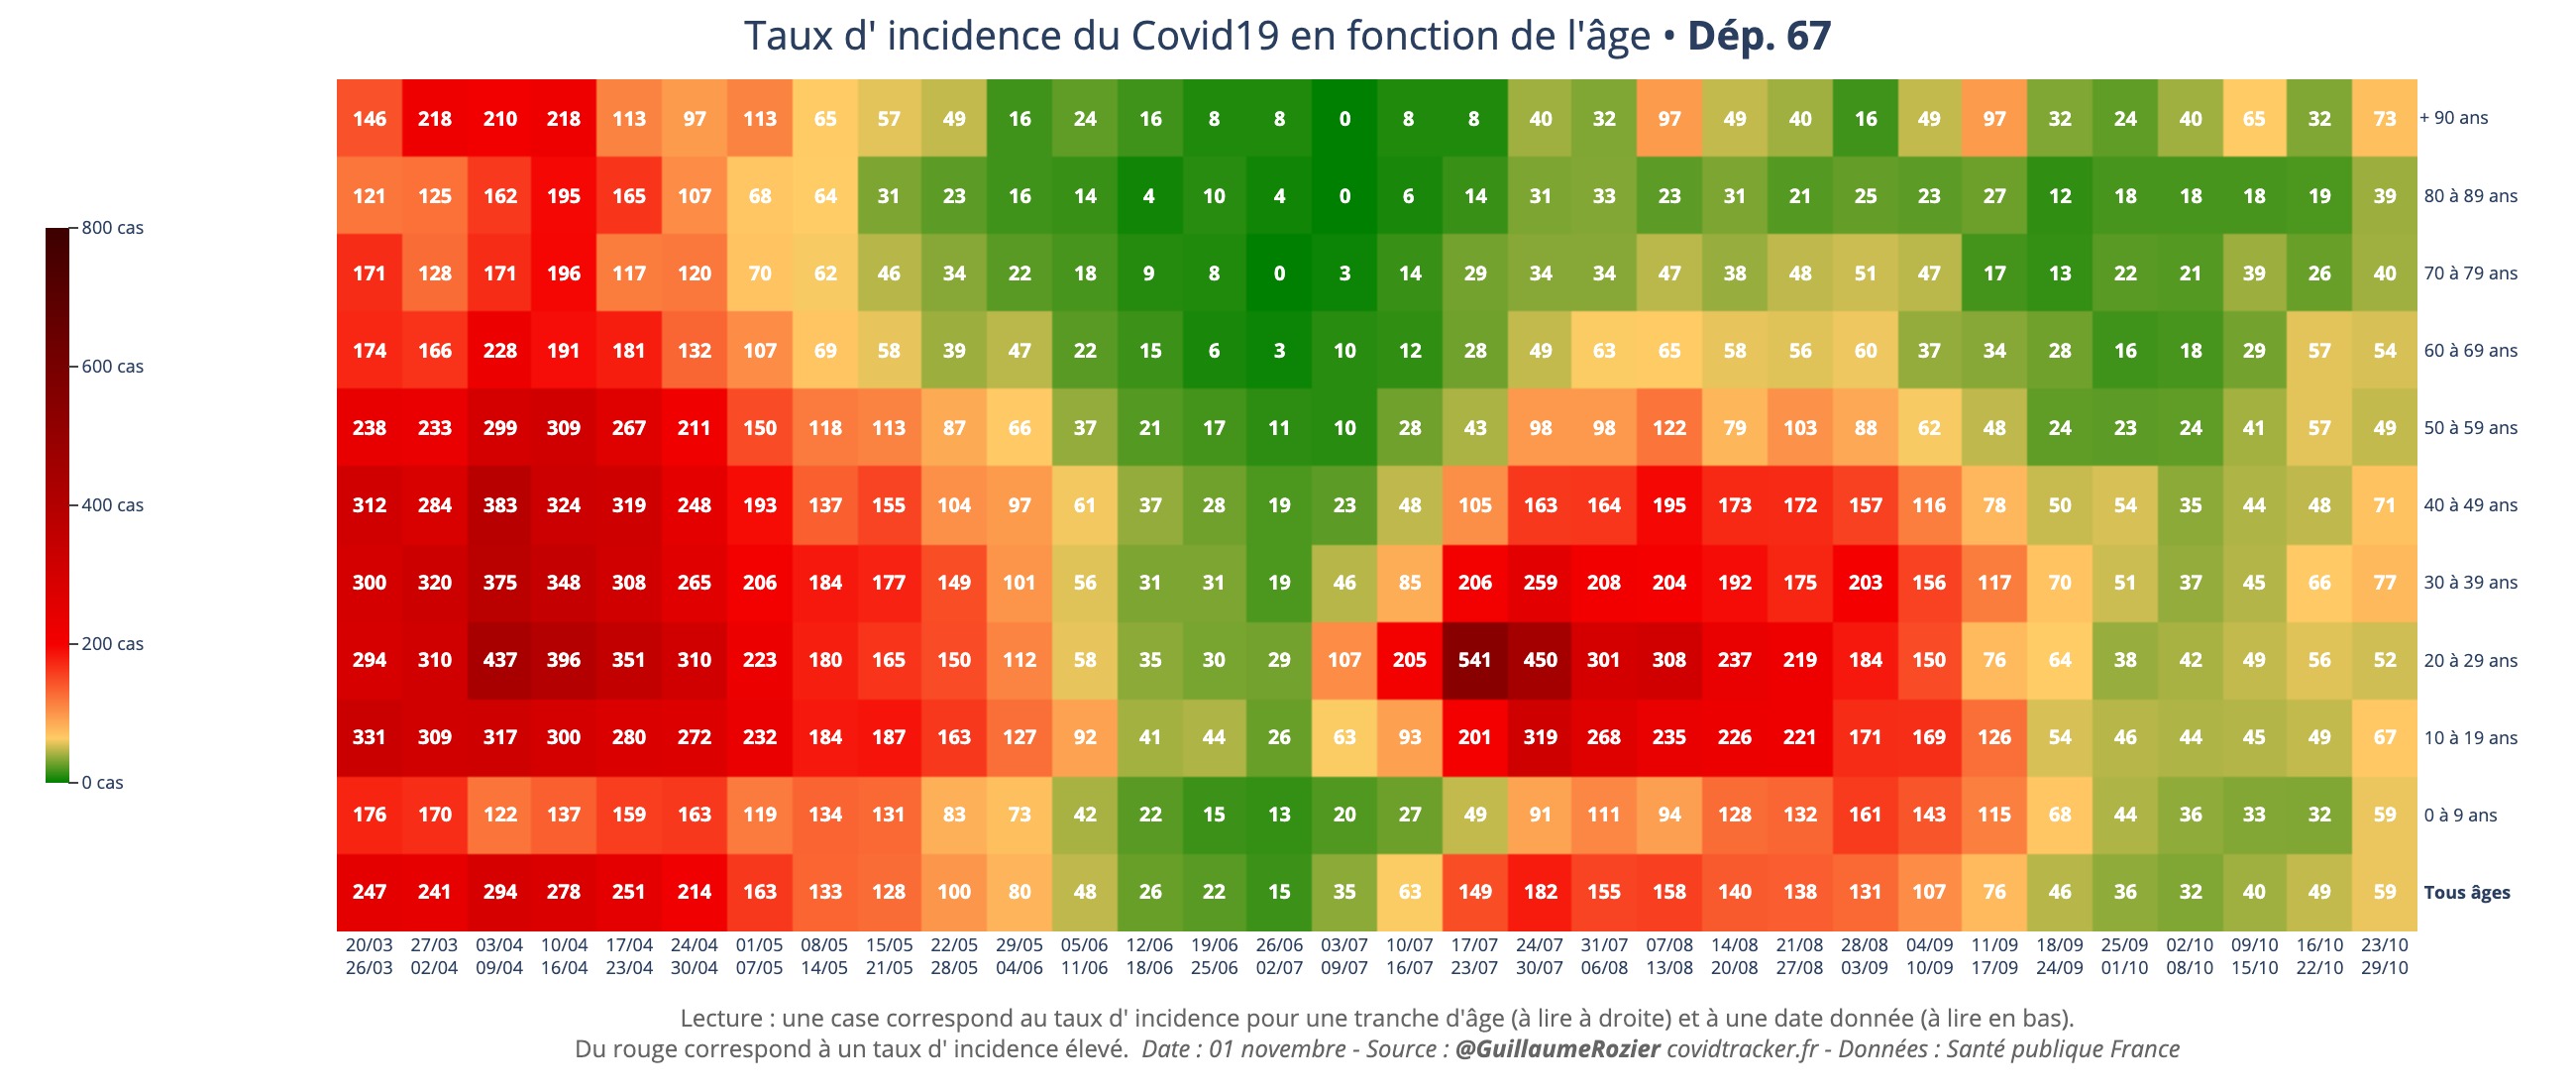 Taux d' incidence du Covid19 en fonction de l'âge • Dép. 67
800 cas
600 cas
400 cas
200 cas
0 cas
146 218 210 218 113 97 113 65 57 49 16 24 16 8 8 0 8 8 40 32 97 49 40 16 49 97 32 24 40 65 32 73 + 90 ans
121 125 162 195 165 107 68 64 31 23 16 14 4 10 4 0 6 14 31 33 23 31 21 25 23 27 12 18 18 18 19 39 80 à 89 ans
171 128 171 196 117 120 70 62 46 34 22 18 9 8 0 3 14 29 34 34 47 38 48 51 47 17 13 22 21 39 26 40 70 à 79 ans
174 166 228 191 181 132 107 69 58 39 47 22 15 6 3 10 12 28 49 63 65 58 56 60 37 34 28 16 18 29 57 54 60 à 69 ans
238 233 299 309 267 211 150 118 113 87 66 37 21 17 11 10 28 43 98 98 122 79 103 88 62 48 24 23 24 41 57 49 50 à 59 ans
312 284 383 324 319 248 193 137 155 104 97 61 37 28 19 23 48 105 163 164 195 173 172 157 116 78 50 54 35 44 48 71 40 à 49 ans
300 320 375 348 308 265 206 184 177 149 101 56 31 31 19 46 85 206 259 208 204 192 175 203 156 117 70 51 37 45 66 77 30 à 39 ans
294 310 437 396 351 310 223 180 165 150 112 58 35 30 29 107 205 541 450 301 308 237 219 184 150 76 64 38 42 49 56 52 20 à 29 ans
331 309 317 300 280 272 232 184 187 163 127 92 41 44 26 63 93 201 319 268 235 226 221 171 169 126 54 46 44 45 49 67 10 à 19 ans
176 170 122 137 159 163 119 134 131 83 73 42 22 15 13 20 27 49 91 111 94 128 132 161 143 115 68 44 36 33 32 59 0 à 9 ans
247 241 294 278 251 214 163 133 128 100 80 48 26 22 15 35 63 149 182 155 158 140 138 131 107 76 46 36 32 40 49 59 Tous âges
20/03 27/03 03/04 10/04 17/04 24/04 01/05 08/05 15/05 22/05 29/05 05/06 12/06 19/06 26/06 03/07 10/07 17/07 24/07 31/07 07/08 14/08 21/08 28/08 04/09 11/09 18/09 25/09 02/10 09/10 16/10 23/10
26/03 02/04 09/04 16/04 23/04 30/04 07/05 14/05 21/05 28/05 04/06 11/06 18/06 25/06 02/07 09/07 16/07 23/07 30/07 06/08 13/08 20/08 27/08 03/09 10/09 17/09 24/09 01/10 08/10 15/10 22/10 29/10
Lecture : une case correspond au taux d' incidence pour une tranche d'âge (à lire à droite) et à une date donnée (à lire en bas).
Du rouge correspond à un taux d' incidence élevé. Date : 01 novembre - Source : @GuillaumeRozier covidtracker.fr - Données : Santé publique France